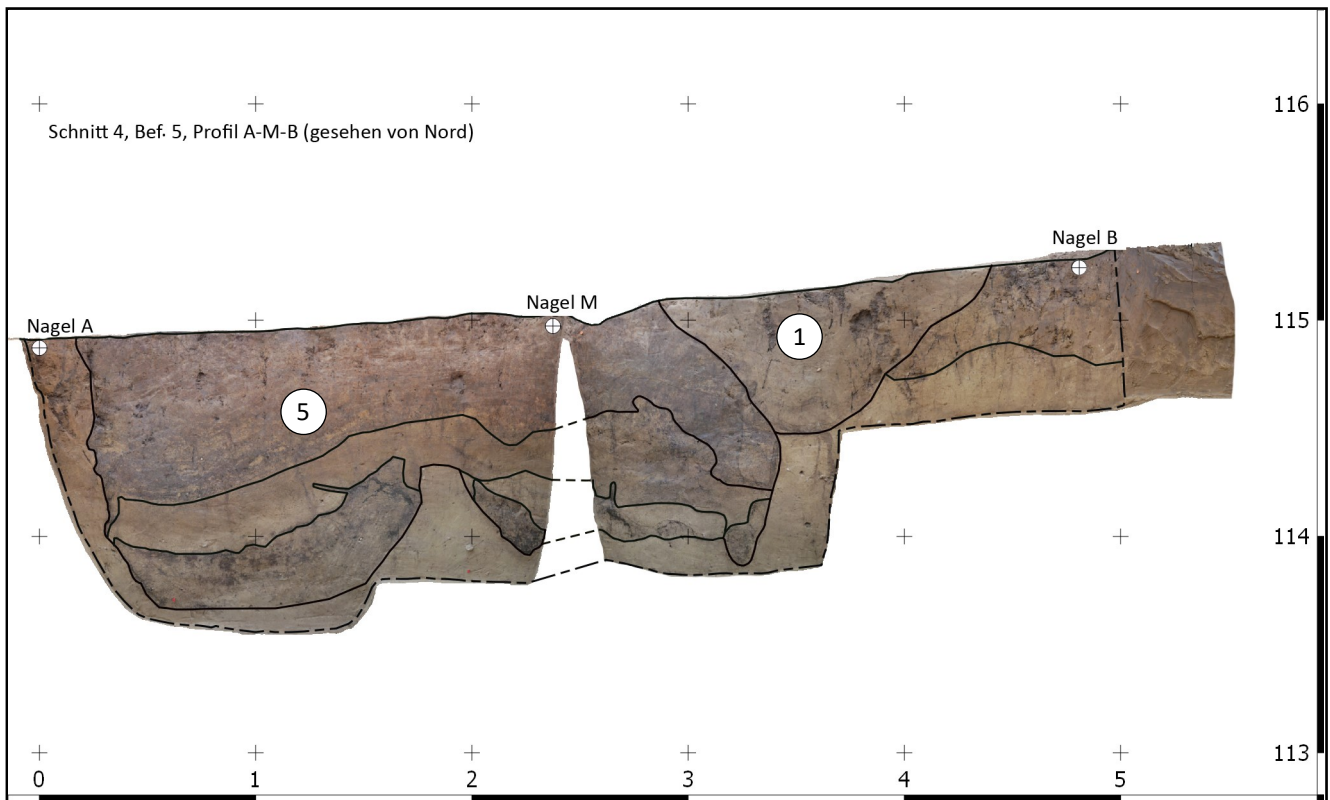 116
Schnitt 4, Bef. 5, Profil A-M-B (gesehen von Nord)
Nagel B
Nagel M
Nagel A
115
1
5
114
113
0 1 2 3 4 5